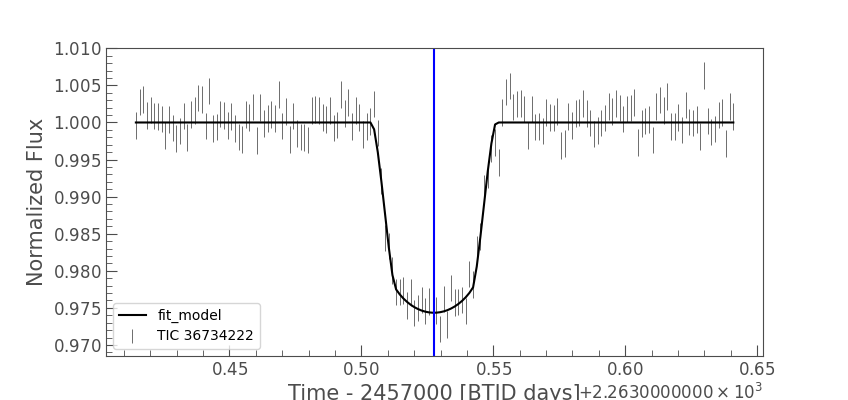 1.010
1.005
1.000
0.995
0.990
0.985
0.980
0.975
0.970
Normalized Flux
fit_model
TIC 36734222
0.45 0.50 0.55 0.60 0.65
Time - 2457000 [BTJD days] +2.2630000000 × 10³